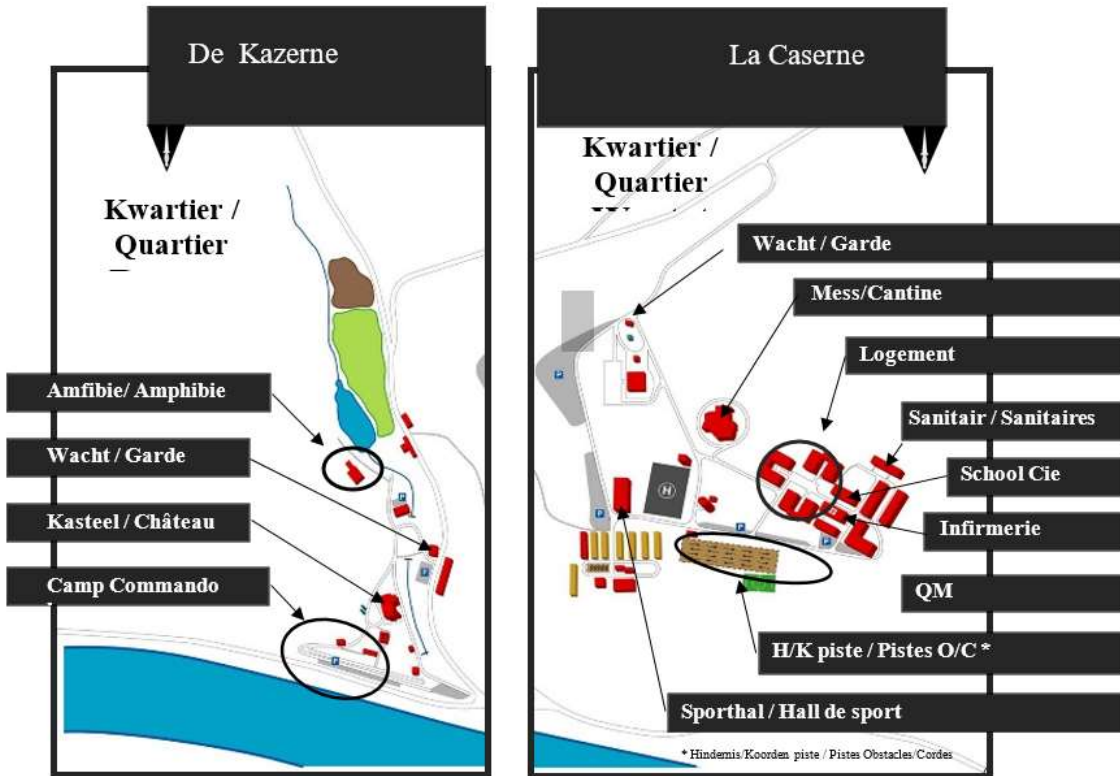 De Kazerne
Kwartier /
Quartier
Amfibie/ Amphibie
Wacht / Garde
Kasteel / Château
Camp Commando
P
P
P
La Caserne
Kwartier /
Quartier
Wacht / Garde
Mess/Cantine
Logement
Sanitair / Sanitaires
School Cie
Infirmerie
QM
H/K piste / Pistes O/C *
Sporthal / Hall de sport
* Hindernis/Koorden piste / Pistes Obstacles/Cordes
P
H
P
P
P